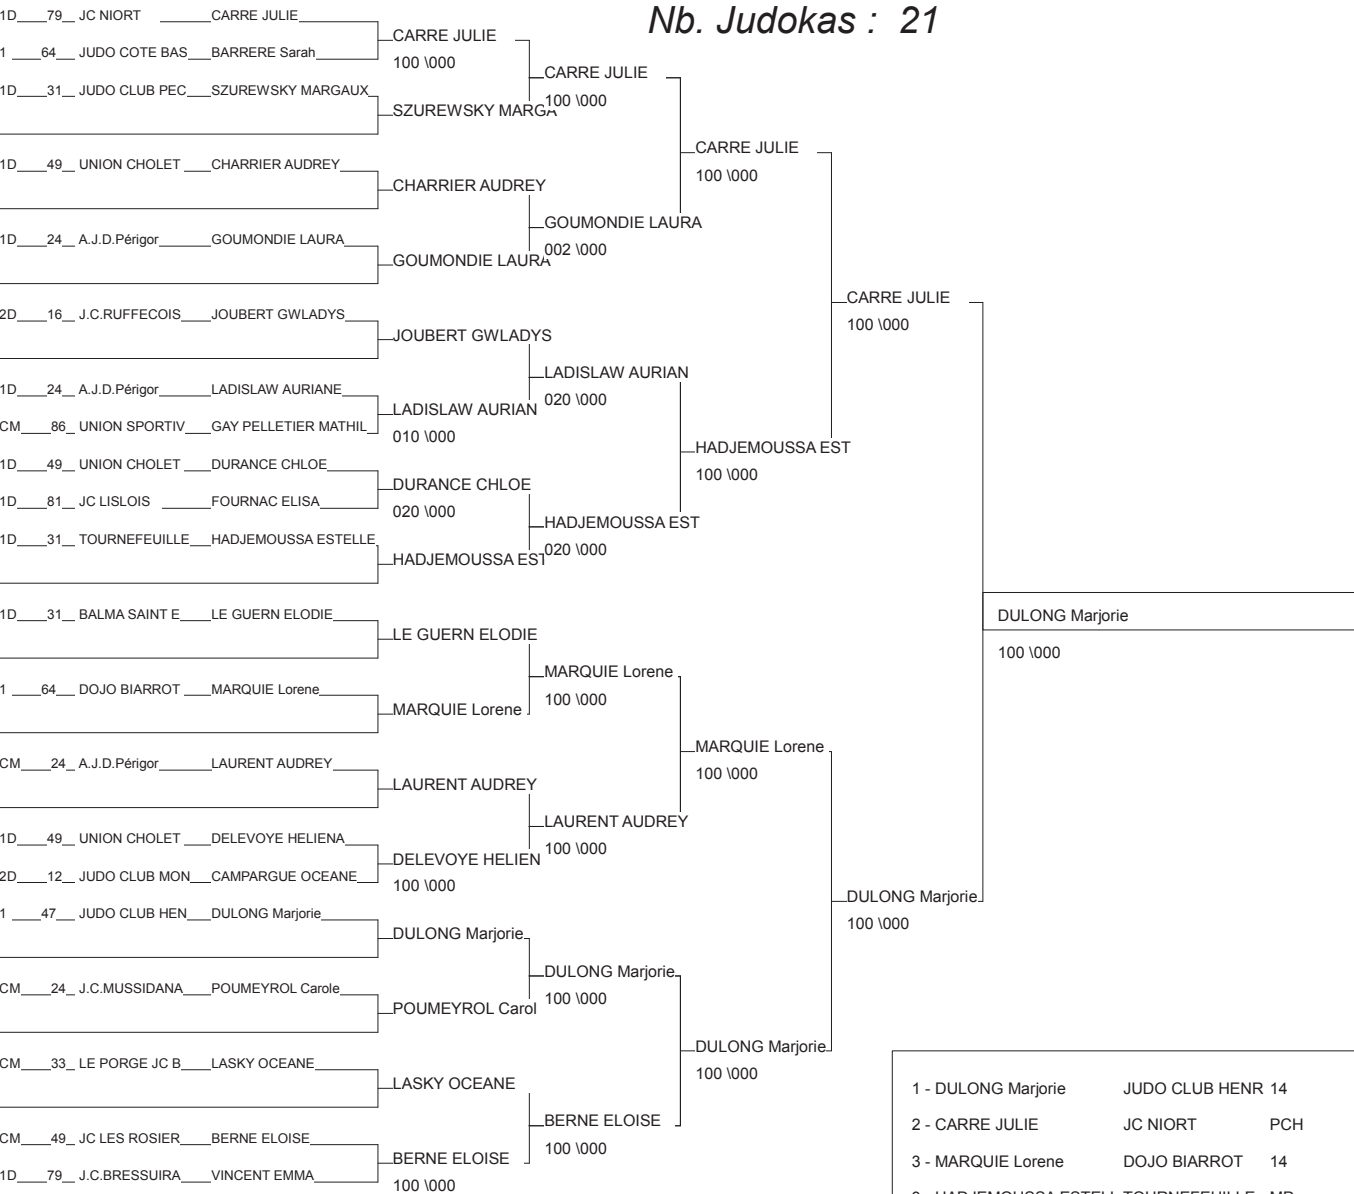 Nb. Judokas : 21
1D 79 JC NIORT CARRE JULIE
1 64 JUDO COTE BAS BARRERE Sarah
1D 31 JUDO CLUB PEC SZUREWSKY MARGAUX
1D 49 UNION CHOLET CHARRIER AUDREY
1D 24 A.J.D.Périgor GOUMONDIE LAURA
2D 16 J.C.RUFFECOIS JOUBERT GWLADYS
1D 24 A.J.D.Périgor LADISLAW AURIANE
CM 86 UNION SPORTIV GAY PELLETIER MATHIL
1D 49 UNION CHOLET DURANCE CHLOE
1D 81 JC LISLOIS FOURNAC ELISA
1D 31 TOURNEFEUILLE HADJEMOUSSA ESTELLE
1D 31 BALMA SAINT E LE GUERN ELODIE
1 64 DOJO BIARROT MARQUIE Lorene
CM 24 A.J.D.Périgor LAURENT AUDREY
1D 49 UNION CHOLET DELEVOYE HELIENA
2D 12 JUDO CLUB MON CAMPARGUE OCEANE
1 47 JUDO CLUB HEN DULONG Marjorie
CM 24 J.C.MUSSIDANA POUMEYROL Carole
CM 33 LE PORGE JC B LASKY OCEANE
CM 49 JC LES ROSIER BERNE ELOISE
1D 79 J.C.BRESSUIRA VINCENT EMMA
CARRE JULIE
100 \000
SZUREWSKY MARGA
CHARRIER AUDREY
GOUMONDIE LAURA
JOUBERT GWLADYS
LADISLAW AURIAN
010 \000
DURANCE CHLOE
020 \000
HADJEMOUSSA EST
LE GUERN ELODIE
MARQUIE Lorene
LAURENT AUDREY
DELEVOYE HELIEN
100 \000
DULONG Marjorie
POUMEYROL Carol
LASKY OCEANE
BERNE ELOISE
100 \000
CARRE JULIE
100 \000
GOUMONDIE LAURA
002 \000
LADISLAW AURIAN
020 \000
HADJEMOUSSA EST
020 \000
MARQUIE Lorene
100 \000
LAURENT AUDREY
100 \000
DULONG Marjorie
100 \000
BERNE ELOISE
100 \000
CARRE JULIE
100 \000
HADJEMOUSSA EST
100 \000
MARQUIE Lorene
100 \000
DULONG Marjorie
100 \000
CARRE JULIE
100 \000
DULONG Marjorie
100 \000
DULONG Marjorie
100 \000
1 - DULONG Marjorie JUDO CLUB HENR 14
2 - CARRE JULIE JC NIORT PCH
3 - MARQUIE Lorene DOJO BIARROT 14
HADJEMOUSSA ESTELL TOURNEFEUILLE